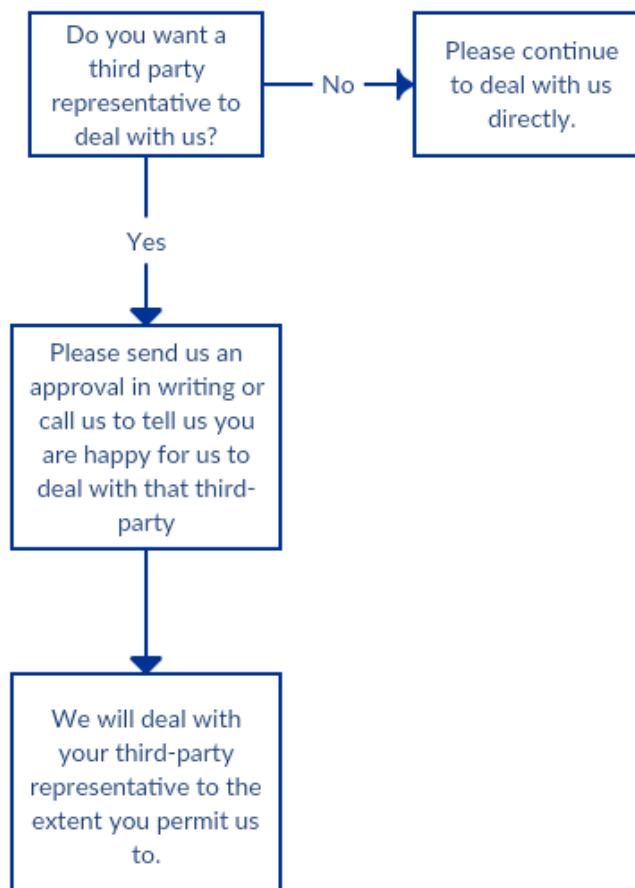 Do you want a
third party
representative to
deal with us?
No
Please continue
to deal with us
directly.
Yes
Please send us an
approval in writing or
call us to tell us you
are happy for us to
deal with that third-
party
We will deal with
your third-party
representative to the
extent you permit us
to.